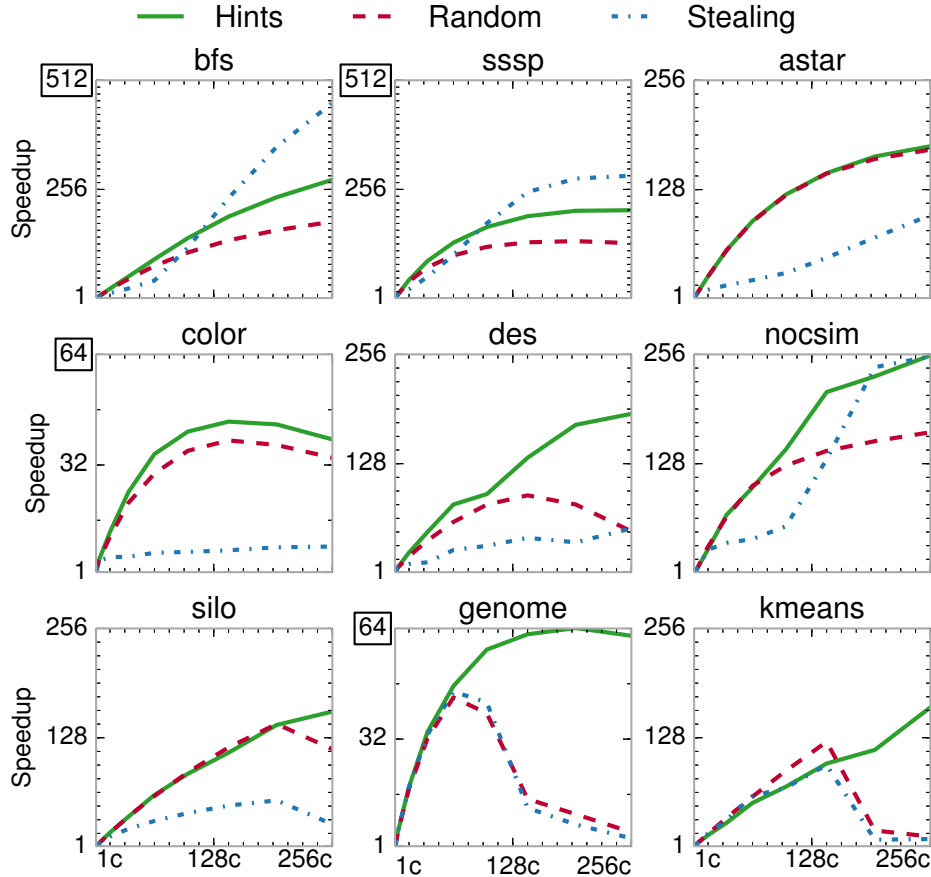 Hints Random Stealing
bfs sssp astar
512 512 256
Speedup
256 256 128
1 1 1
color des nocsim
64 256 256
Speedup
32 128 128
1 1 1
silo genome kmeans
256 64 256
Speedup
128 32 128
1 1 1
1c 128c 256c 1c 128c 256c 1c 128c 256c